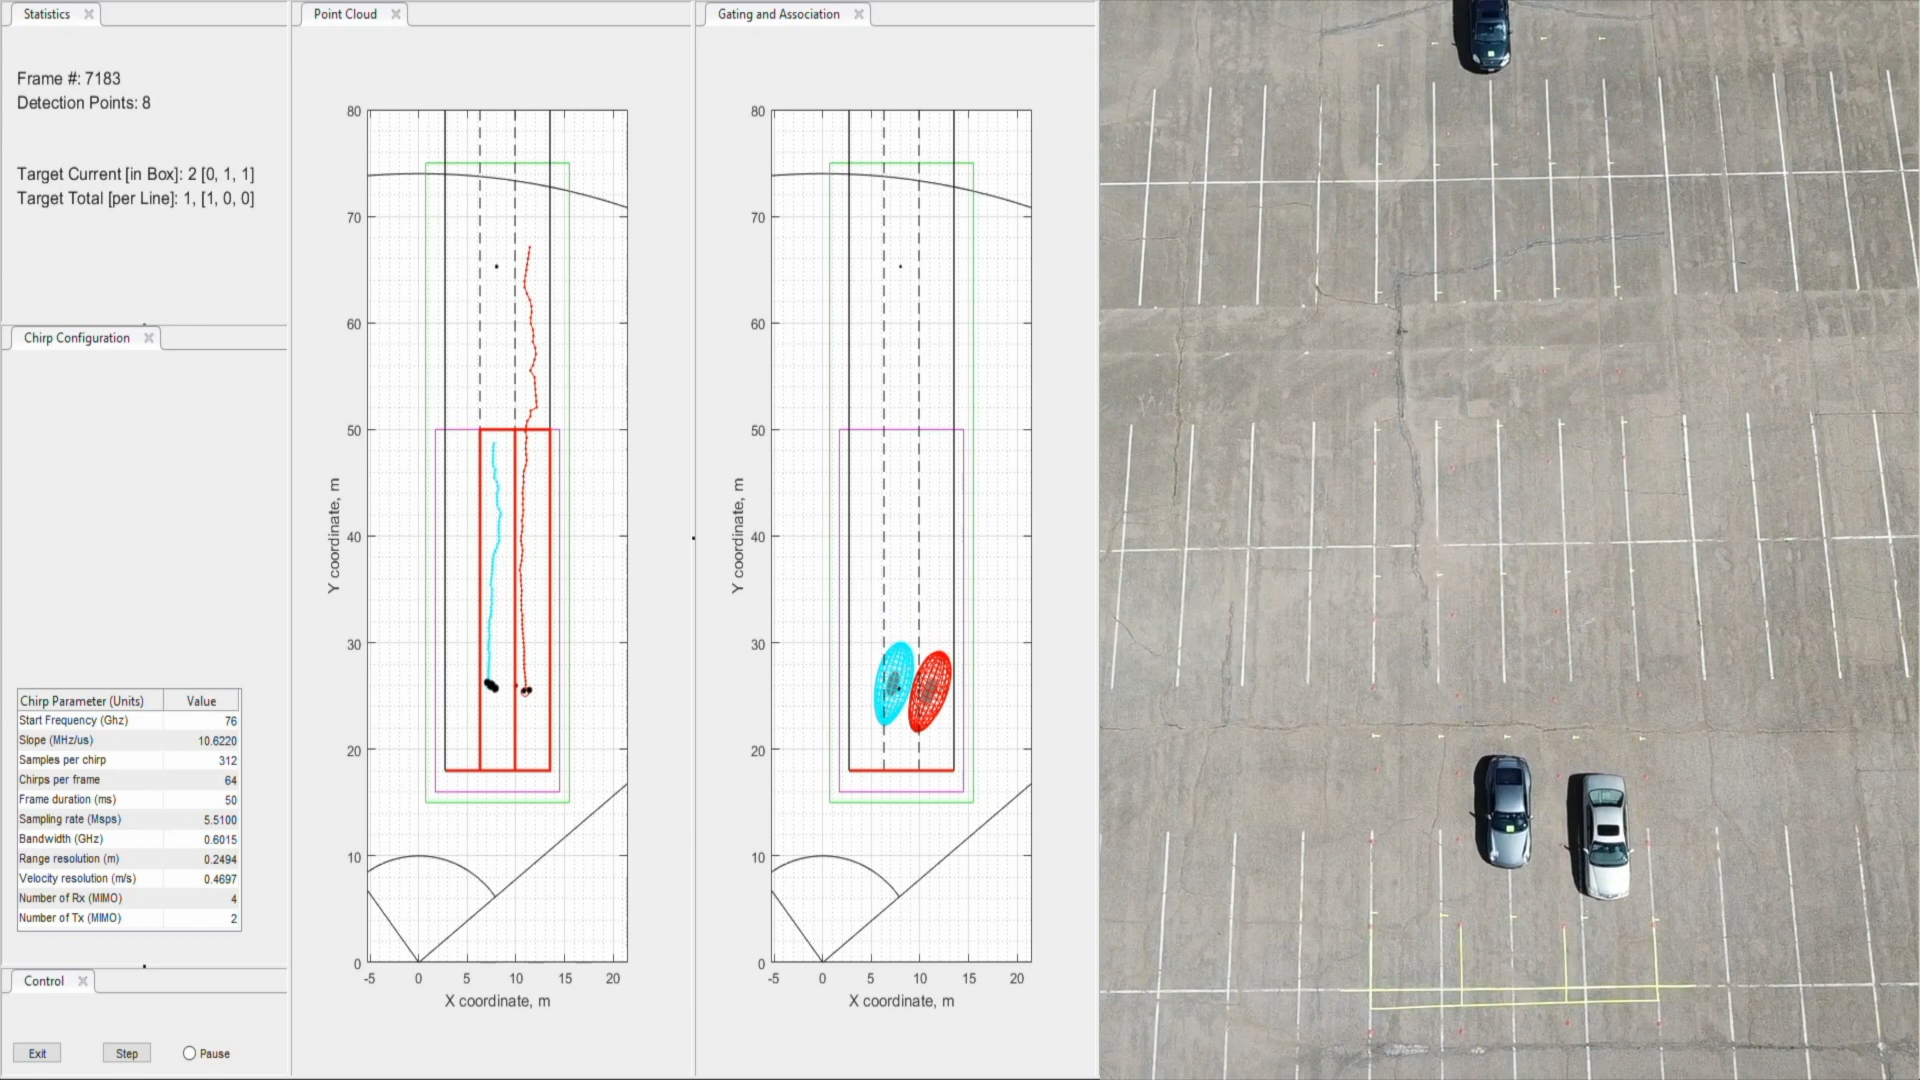 Statistics
Frame #: 7183
Detection Points: 8
Target Current [in Box]: 2 [0, 1, 1]
Target Total [per Line]: 1, [1, 0, 0]
Chirp Configuration
Chirp Parameter (Units) Value
Start Frequency (Ghz) 76
Slope (MHz/us) 10.6220
Samples per chirp 312
Chirps per frame 64
Frame duration (ms) 50
Sampling rate (Msps) 5.5100
Bandwidth (GHz) 0.6015
Range resolution (m) 0.2494
Velocity resolution (m/s) 0.4697
Number of Rx (MIMO) 4
Number of Tx (MIMO) 2
Control
Exit Step Pause
Point Cloud
80
70
60
50
40
30
20
10
0
Y coordinate, m
-5 0 5 10 15 20
X coordinate, m
Gating and Association
80
70
60
50
40
30
20
10
0
Y coordinate, m
-5 0 5 10 15 20
X coordinate, m